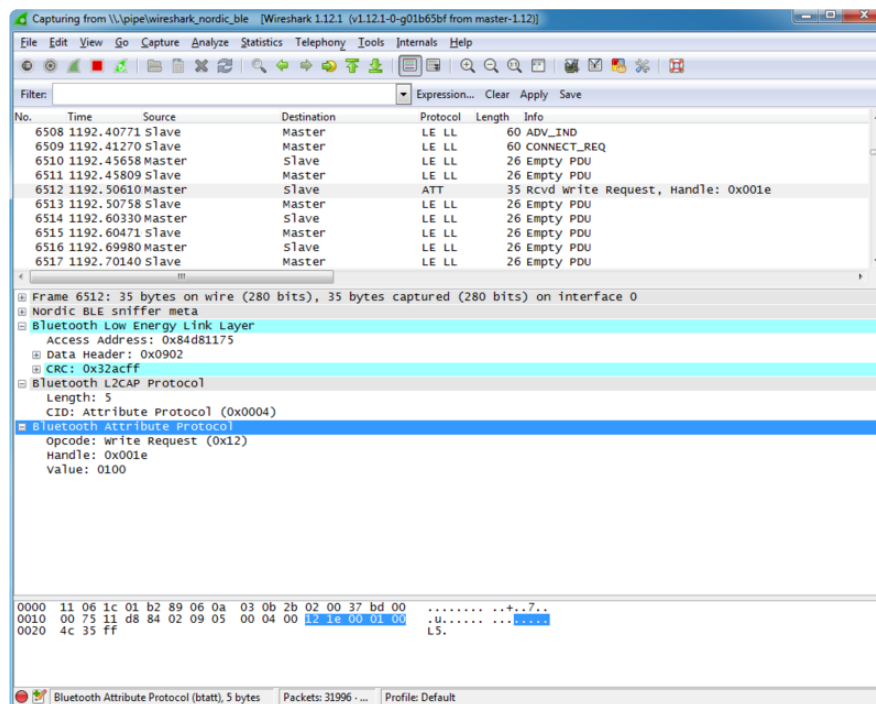 Capturing from \\.\pipe\wireshark_nordic_ble [Wireshark 1.12.1 (v1.12.1-0-g01b65bf from master-1.12)]
File Edit View Go Capture Analyze Statistics Telephony Tools Internals Help
Filter: Expression... Clear Apply Save
No. Time Source Destination Protocol Length Info
6508 1192.40771 Slave Master LE LL 60 ADV_IND
6509 1192.41270 Slave Master LE LL 60 CONNECT_REQ
6510 1192.45658 Master Slave LE LL 26 Empty PDU
6511 1192.45809 Slave Master LE LL 26 Empty PDU
6512 1192.50610 Master Slave ATT 35 Rcvd Write Request, Handle: 0x001e
6513 1192.50758 Slave Master LE LL 26 Empty PDU
6514 1192.60330 Master Slave LE LL 26 Empty PDU
6515 1192.60471 Slave Master LE LL 26 Empty PDU
6516 1192.69980 Master Slave LE LL 26 Empty PDU
6517 1192.70140 Slave Master LE LL 26 Empty PDU
Frame 6512: 35 bytes on wire (280 bits), 35 bytes captured (280 bits) on interface 0
Nordic BLE sniffer meta
Bluetooth Low Energy Link Layer
Access Address: 0x84d81175
Data Header: 0x0902
CRC: 0x32acff
Bluetooth L2CAP Protocol
Length: 5
CID: Attribute Protocol (0x0004)
Bluetooth Attribute Protocol
Opcode: Write Request (0x12)
Handle: 0x001e
Value: 0100
0000 11 06 1c 01 b2 89 06 0a 03 0b 2b 02 00 37 bd 00 ........ ..+..7..
0010 00 75 11 d8 84 02 09 05 00 04 00 12 1e 00 01 00 .u...... ........
0020 4c 35 ff L5.
Bluetooth Attribute Protocol (btatt), 5 bytes Packets: 31996 · ... Profile: Default